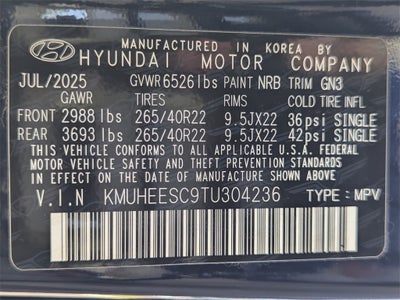 MANUFACTURED IN KOREA BY
HYUNDAI MOTOR COMPANY
JUL/2025 GVWR 6526 lbs PAINT NRB TRIM GN3
GAWR TIRES RIMS COLD TIRE INFL
FRONT 2988 lbs 265/40R22 9.5JX22 36psi SINGLE
REAR 3693 lbs 265/40R22 9.5JX22 42psi SINGLE
THIS VEHICLE CONFORMS TO ALL APPLICABLE U.S.A. FEDERAL
MOTOR VEHICLE SAFETY AND THEFT PREVENTION STANDARDS
IN EFFECT ON THE DATE OF MANUFACTURE SHOWN ABOVE.
V.I.N KMUHEESC9TU304236 TYPE: MPV